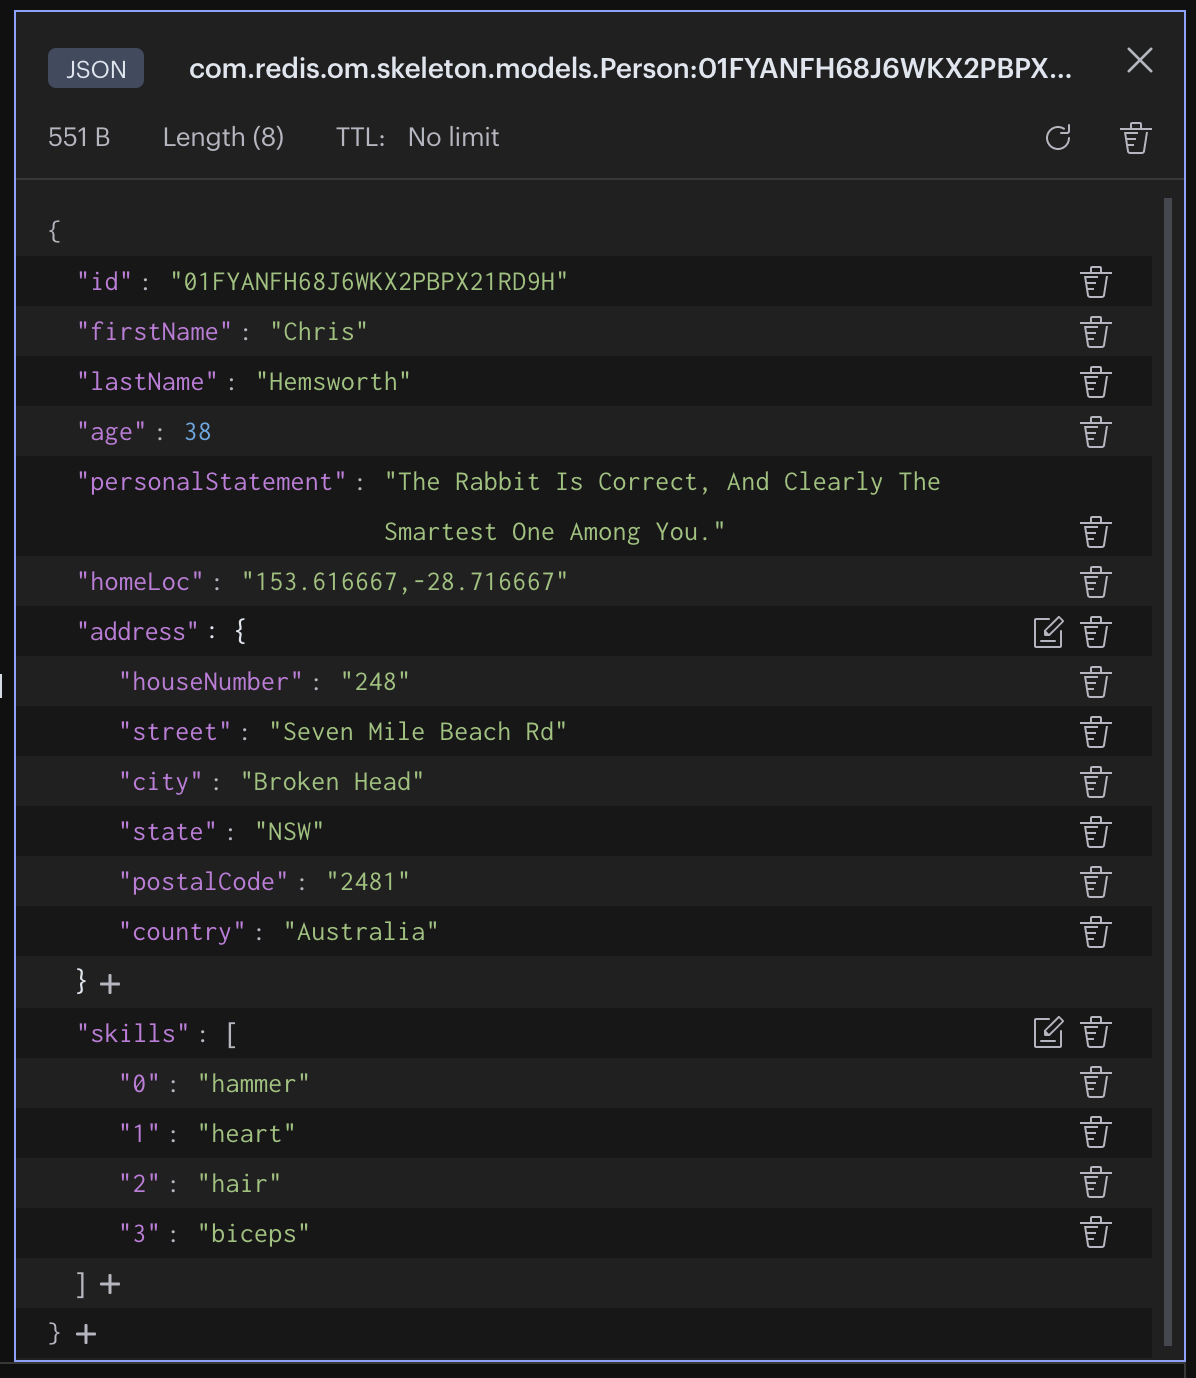 JSON com.redis.om.skeleton.models.Person:01FYANFH68J6WKX2PBPX...
551 B Length (8) TTL: No limit
{
"id" : "01FYANFH68J6WKX2PBPX21RD9H"
"firstName" : "Chris"
"lastName" : "Hemsworth"
"age" : 38
"personalStatement" : "The Rabbit Is Correct, And Clearly The
Smartest One Among You."
"homeLoc" : "153.616667,-28.716667"
"address" : {
"houseNumber" : "248"
"street" : "Seven Mile Beach Rd"
"city" : "Broken Head"
"state" : "NSW"
"postalCode" : "2481"
"country" : "Australia"
} +
"skills" : [
"0" : "hammer"
"1" : "heart"
"2" : "hair"
"3" : "biceps"
] +
} +